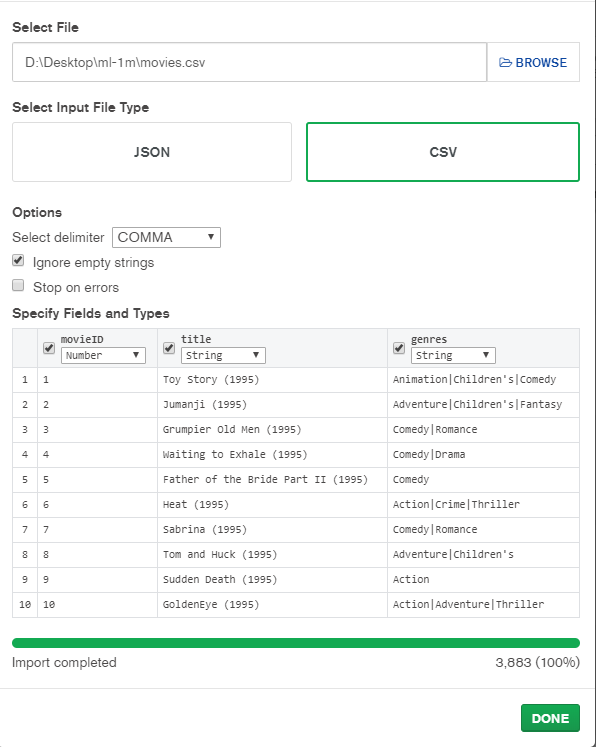 Select File
D:\Desktop\ml-1m\movies.csv BROWSE
Select Input File Type
JSON CSV
Options
Select delimiter COMMA
Ignore empty strings
Stop on errors
Specify Fields and Types
movieID title genres
Number String String
1 1 Toy Story (1995) Animation|Children's|Comedy
2 2 Jumanji (1995) Adventure|Children's|Fantasy
3 3 Grumpier Old Men (1995) Comedy|Romance
4 4 Waiting to Exhale (1995) Comedy|Drama
5 5 Father of the Bride Part II (1995) Comedy
6 6 Heat (1995) Action|Crime|Thriller
7 7 Sabrina (1995) Comedy|Romance
8 8 Tom and Huck (1995) Adventure|Children's
9 9 Sudden Death (1995) Action
10 10 GoldenEye (1995) Action|Adventure|Thriller
Import completed 3,883 (100%)
DONE